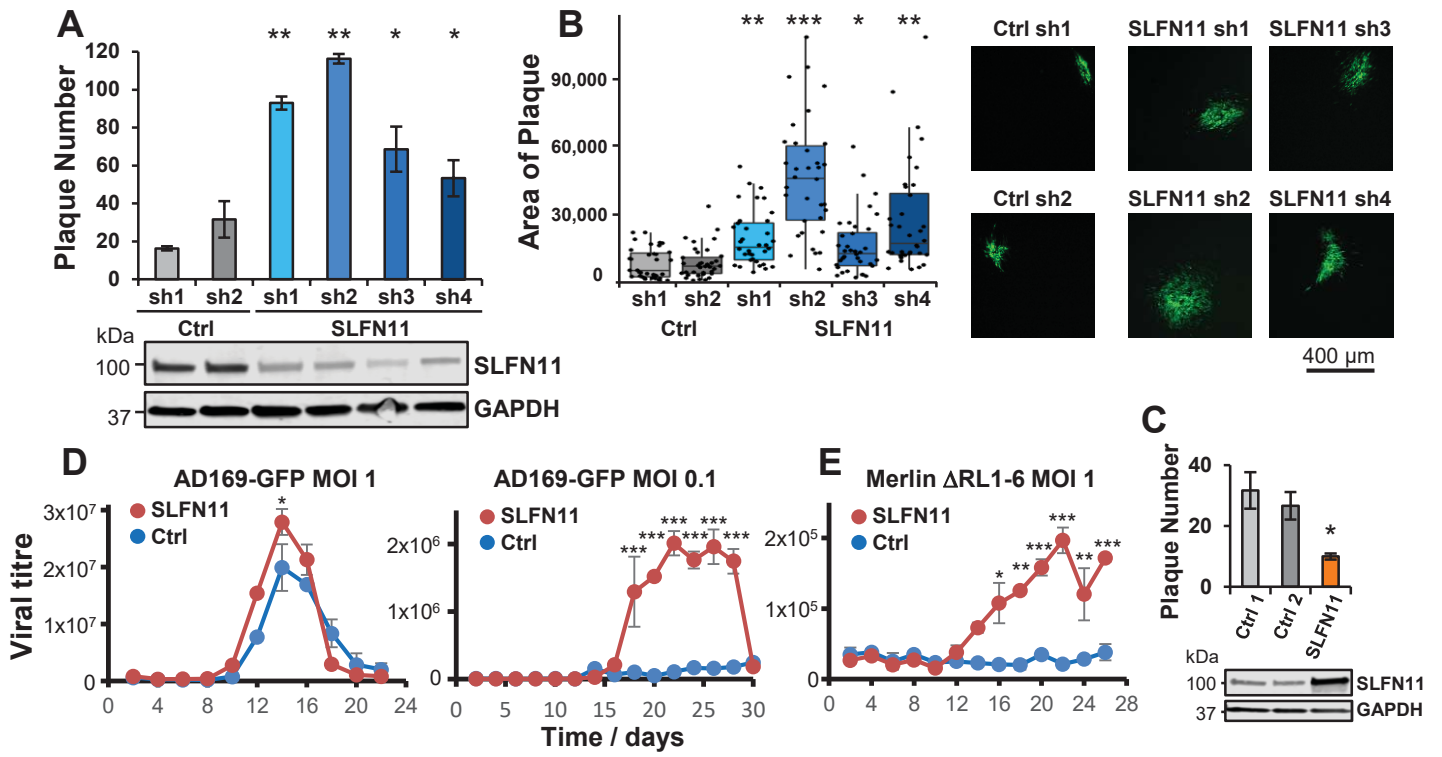 A
Plaque Number
120
100
80
60
40
20
0
** ** * *
sh1 sh2 sh1 sh2 sh3 sh4
Ctrl SLFN11
kDa
100
SLFN11
37
GAPDH
B
Area of Plaque
90,000
60,000
30,000
0
** *** * **
sh1 sh2 sh1 sh2 sh3 sh4
Ctrl SLFN11
Ctrl sh1 SLFN11 sh1 SLFN11 sh3
Ctrl sh2 SLFN11 sh2 SLFN11 sh4
400 µm
C
Plaque Number
40
20
0
*
Ctrl 1 Ctrl 2 SLFN11
kDa
100
SLFN11
37
GAPDH
D
AD169-GFP MOI 1
SLFN11
Ctrl
*
Viral titre
3x10⁷
2x10⁷
1x10⁷
0
0 4 8 12 16 20 24
AD169-GFP MOI 0.1
SLFN11
Ctrl
*** *** *** *** *** ***
2x10⁶
1x10⁶
0
0 5 10 15 20 25 30
Time / days
E
Merlin ΔRL1-6 MOI 1
SLFN11
Ctrl
* ** *** *** ** ***
2x10⁵
1x10⁵
0
0 4 8 12 16 20 24 28